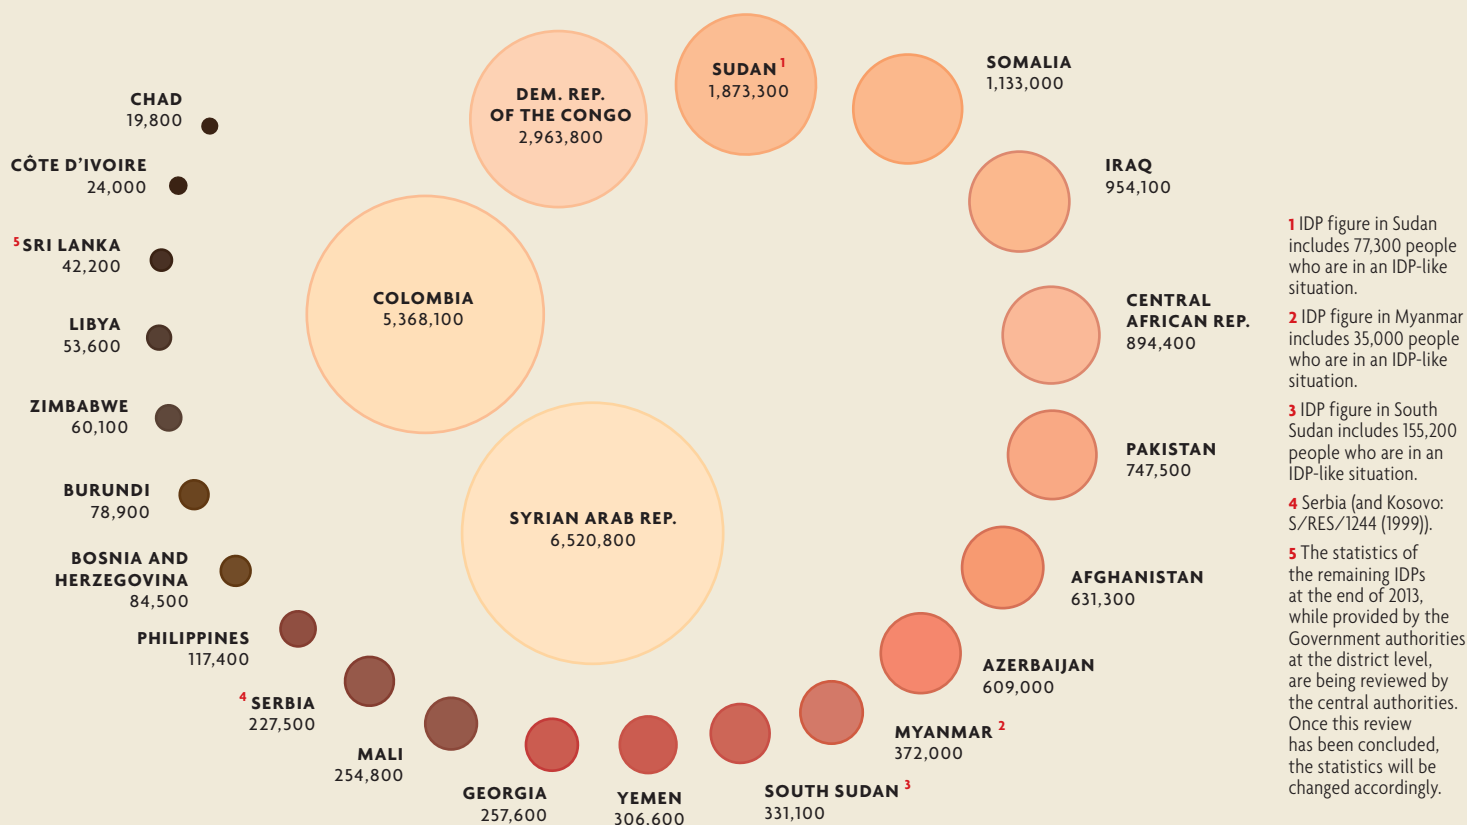 DEM. REP.
OF THE CONGO
2,963,800
SUDAN 1
1,873,300
SOMALIA
1,133,000
IRAQ
954,100
CENTRAL
AFRICAN REP.
894,400
PAKISTAN
747,500
AFGHANISTAN
631,300
AZERBAIJAN
609,000
MYANMAR 2
372,000
SOUTH SUDAN 3
331,100
YEMEN
306,600
GEORGIA
257,600
MALI
254,800
4 SERBIA
227,500
PHILIPPINES
117,400
BOSNIA AND
HERZEGOVINA
84,500
BURUNDI
78,900
ZIMBABWE
60,100
LIBYA
53,600
5 SRI LANKA
42,200
CÔTE D'IVOIRE
24,000
CHAD
19,800
COLOMBIA
5,368,100
SYRIAN ARAB REP.
6,520,800
1 IDP figure in Sudan
includes 77,300 people
who are in an IDP-like
situation.
2 IDP figure in Myanmar
includes 35,000 people
who are in an IDP-like
situation.
3 IDP figure in South
Sudan includes 155,200
people who are in an
IDP-like situation.
4 Serbia (and Kosovo:
S/RES/1244 (1999)).
5 The statistics of
the remaining IDPs
at the end of 2013,
while provided by the
Government authorities
at the district level,
are being reviewed by
the central authorities.
Once this review
has been concluded,
the statistics will be
changed accordingly.